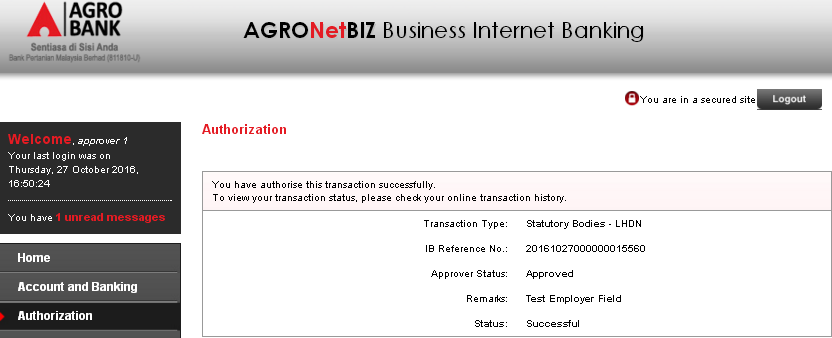 AGRO
BANK
Sentiasa di Sisi Anda
Bank Pertanian Malaysia Berhad (811810-U)
AGRONetBIZ Business Internet Banking
You are in a secured site
Logout
Welcome, approver 1
Your last login was on
Thursday, 27 October 2016,
16:50:24
You have 1 unread messages
Home
Account and Banking
Authorization
Authorization
You have authorise this transaction successfully.
To view your transaction status, please check your online transaction history.
Transaction Type: Statutory Bodies - LHDN
IB Reference No.: 20161027000000015560
Approver Status: Approved
Remarks: Test Employer Field
Status: Successful